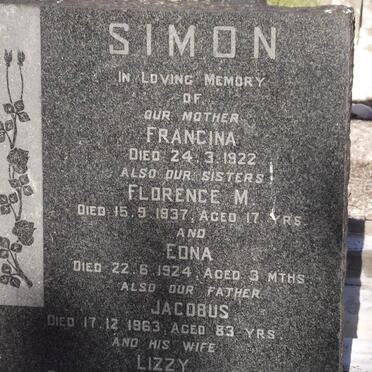 SIMON
IN LOVING MEMORY
OF
OUR MOTHER
FRANCINA
DIED 24.3.1922
ALSO OUR SISTERS
FLORENCE M.
DIED 15.9.1937, AGED 17 YRS.
AND
EDNA
DIED 22.6.1924, AGED 3 MTHS
ALSO OUR FATHER
JACOBUS
DIED 17.12.1963, AGED 83 YRS.
AND HIS WIFE
LIZZY